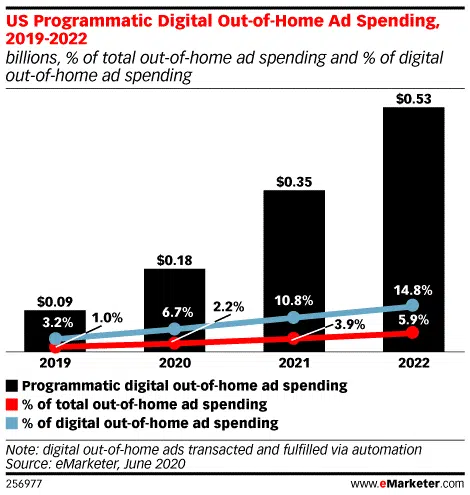 US Programmatic Digital Out-of-Home Ad Spending,
2019-2022
billions, % of total out-of-home ad spending and % of digital
out-of-home ad spending
$0.53
$0.35
$0.18
$0.09
3.2%
1.0%
6.7%
2.2%
10.8%
3.9%
14.8%
5.9%
2019
2020
2021
2022
Programmatic digital out-of-home ad spending
% of total out-of-home ad spending
% of digital out-of-home ad spending
Note: digital out-of-home ads transacted and fulfilled via automation
Source: eMarketer, June 2020
256977
www.eMarketer.com